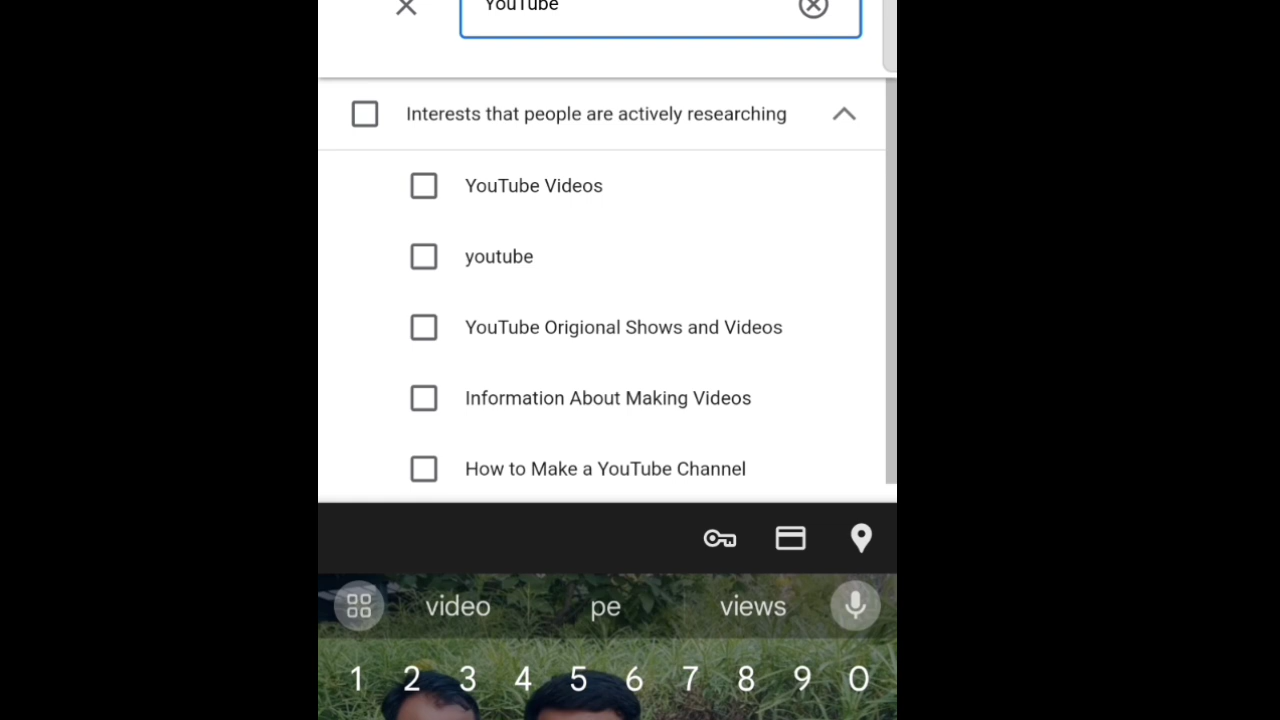 YouTube
Interests that people are actively researching
YouTube Videos
youtube
YouTube Origional Shows and Videos
Information About Making Videos
How to Make a YouTube Channel
video pe views
1 2 3 4 5 6 7 8 9 0